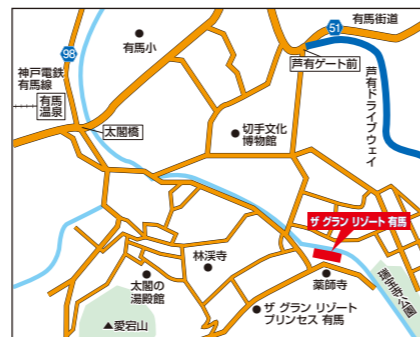 有馬街道
51
有馬小
98
神戸電鉄
有馬線
有馬
温泉
芦有ゲート前
芦有ドライブウェイ
太閤橋
切手文化
博物館
ザ グラン リゾート 有馬
林渓寺
太閤の
湯殿館
薬師寺
善福寺公園
ザ グラン リゾート
プリンセス 有馬
▲愛宕山